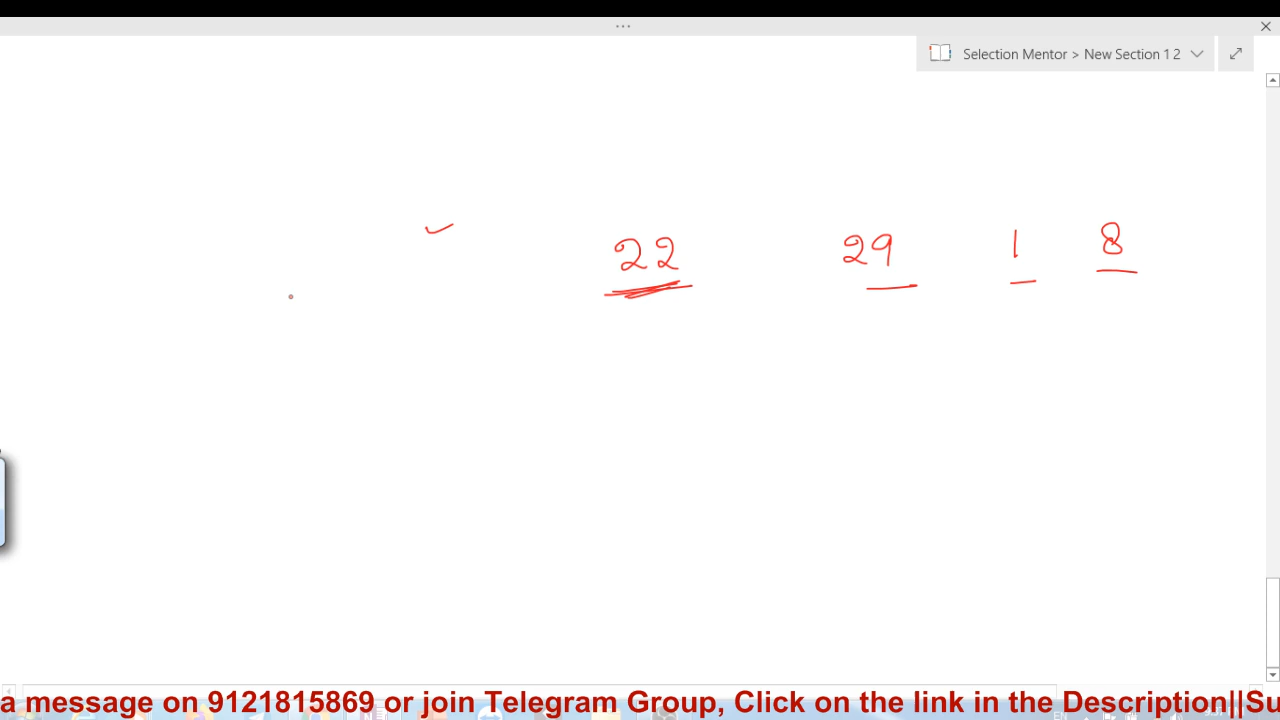 Selection Mentor > New Section 1 2
22 29 1 8
a message on 9121815869 or join Telegram Group, Click on the link in the Description||Su
EN